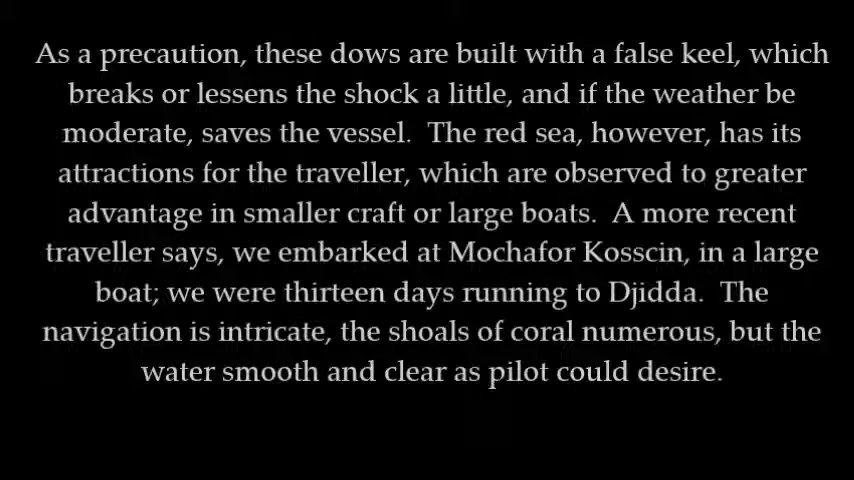 As a precaution, these dows are built with a false keel, which
breaks or lessens the shock a little, and if the weather be
moderate, saves the vessel.  The red sea, however, has its
attractions for the traveller, which are observed to greater
advantage in smaller craft or large boats.  A more recent
traveller says, we embarked at Mochafor Kosscin, in a large
boat; we were thirteen days running to Djidda.  The
navigation is intricate, the shoals of coral numerous, but the
water smooth and clear as pilot could desire.